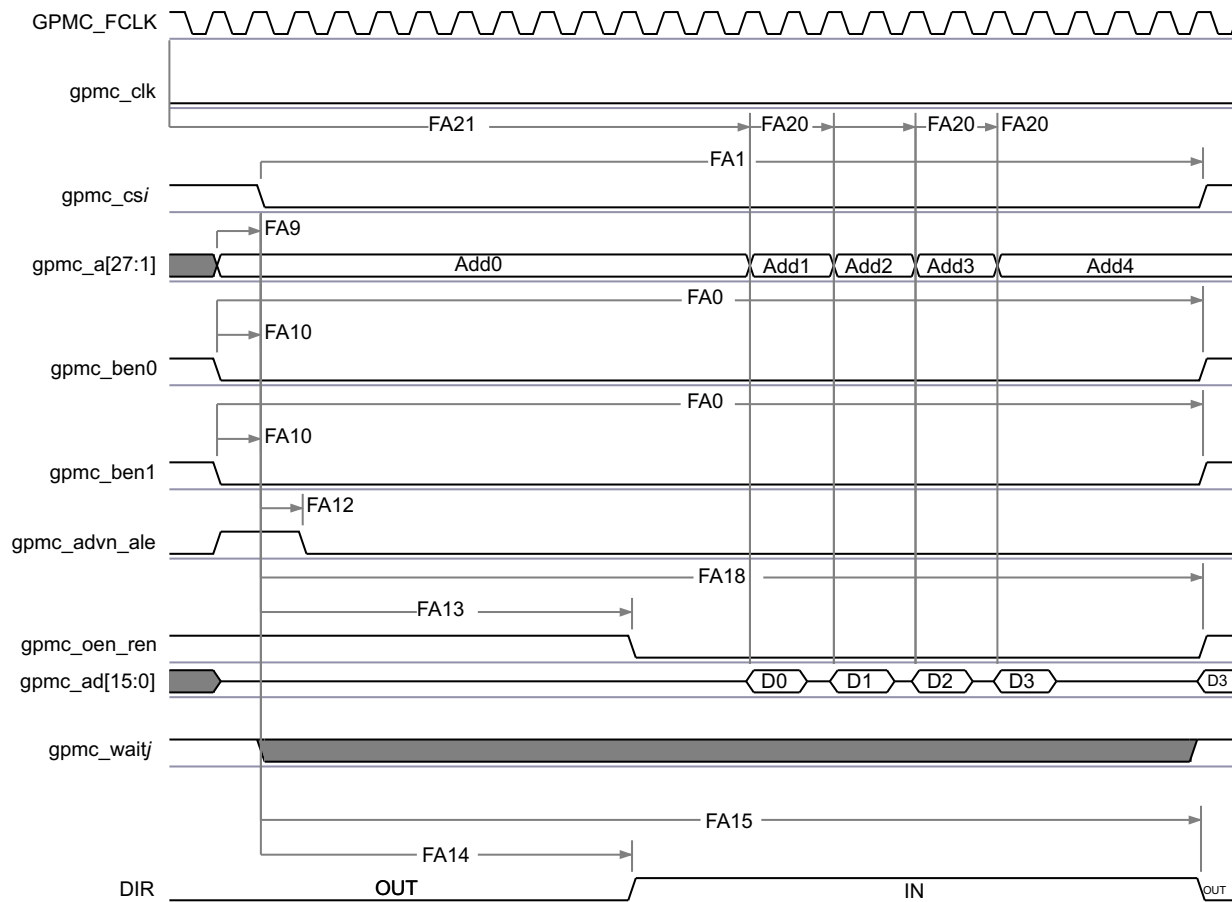 GPMC_FCLK
gpmc_clk
FA21 FA20 FA20 FA20
FA1
gpmc_csi
FA9
gpmc_a[27:1] Add0 Add1 Add2 Add3 Add4
FA0
FA10
gpmc_ben0
FA0
FA10
gpmc_ben1
FA12
gpmc_advn_ale
FA18
FA13
gpmc_oen_ren
gpmc_ad[15:0] D0 D1 D2 D3 D3
gpmc_waitj
FA15
FA14
DIR OUT IN OUT